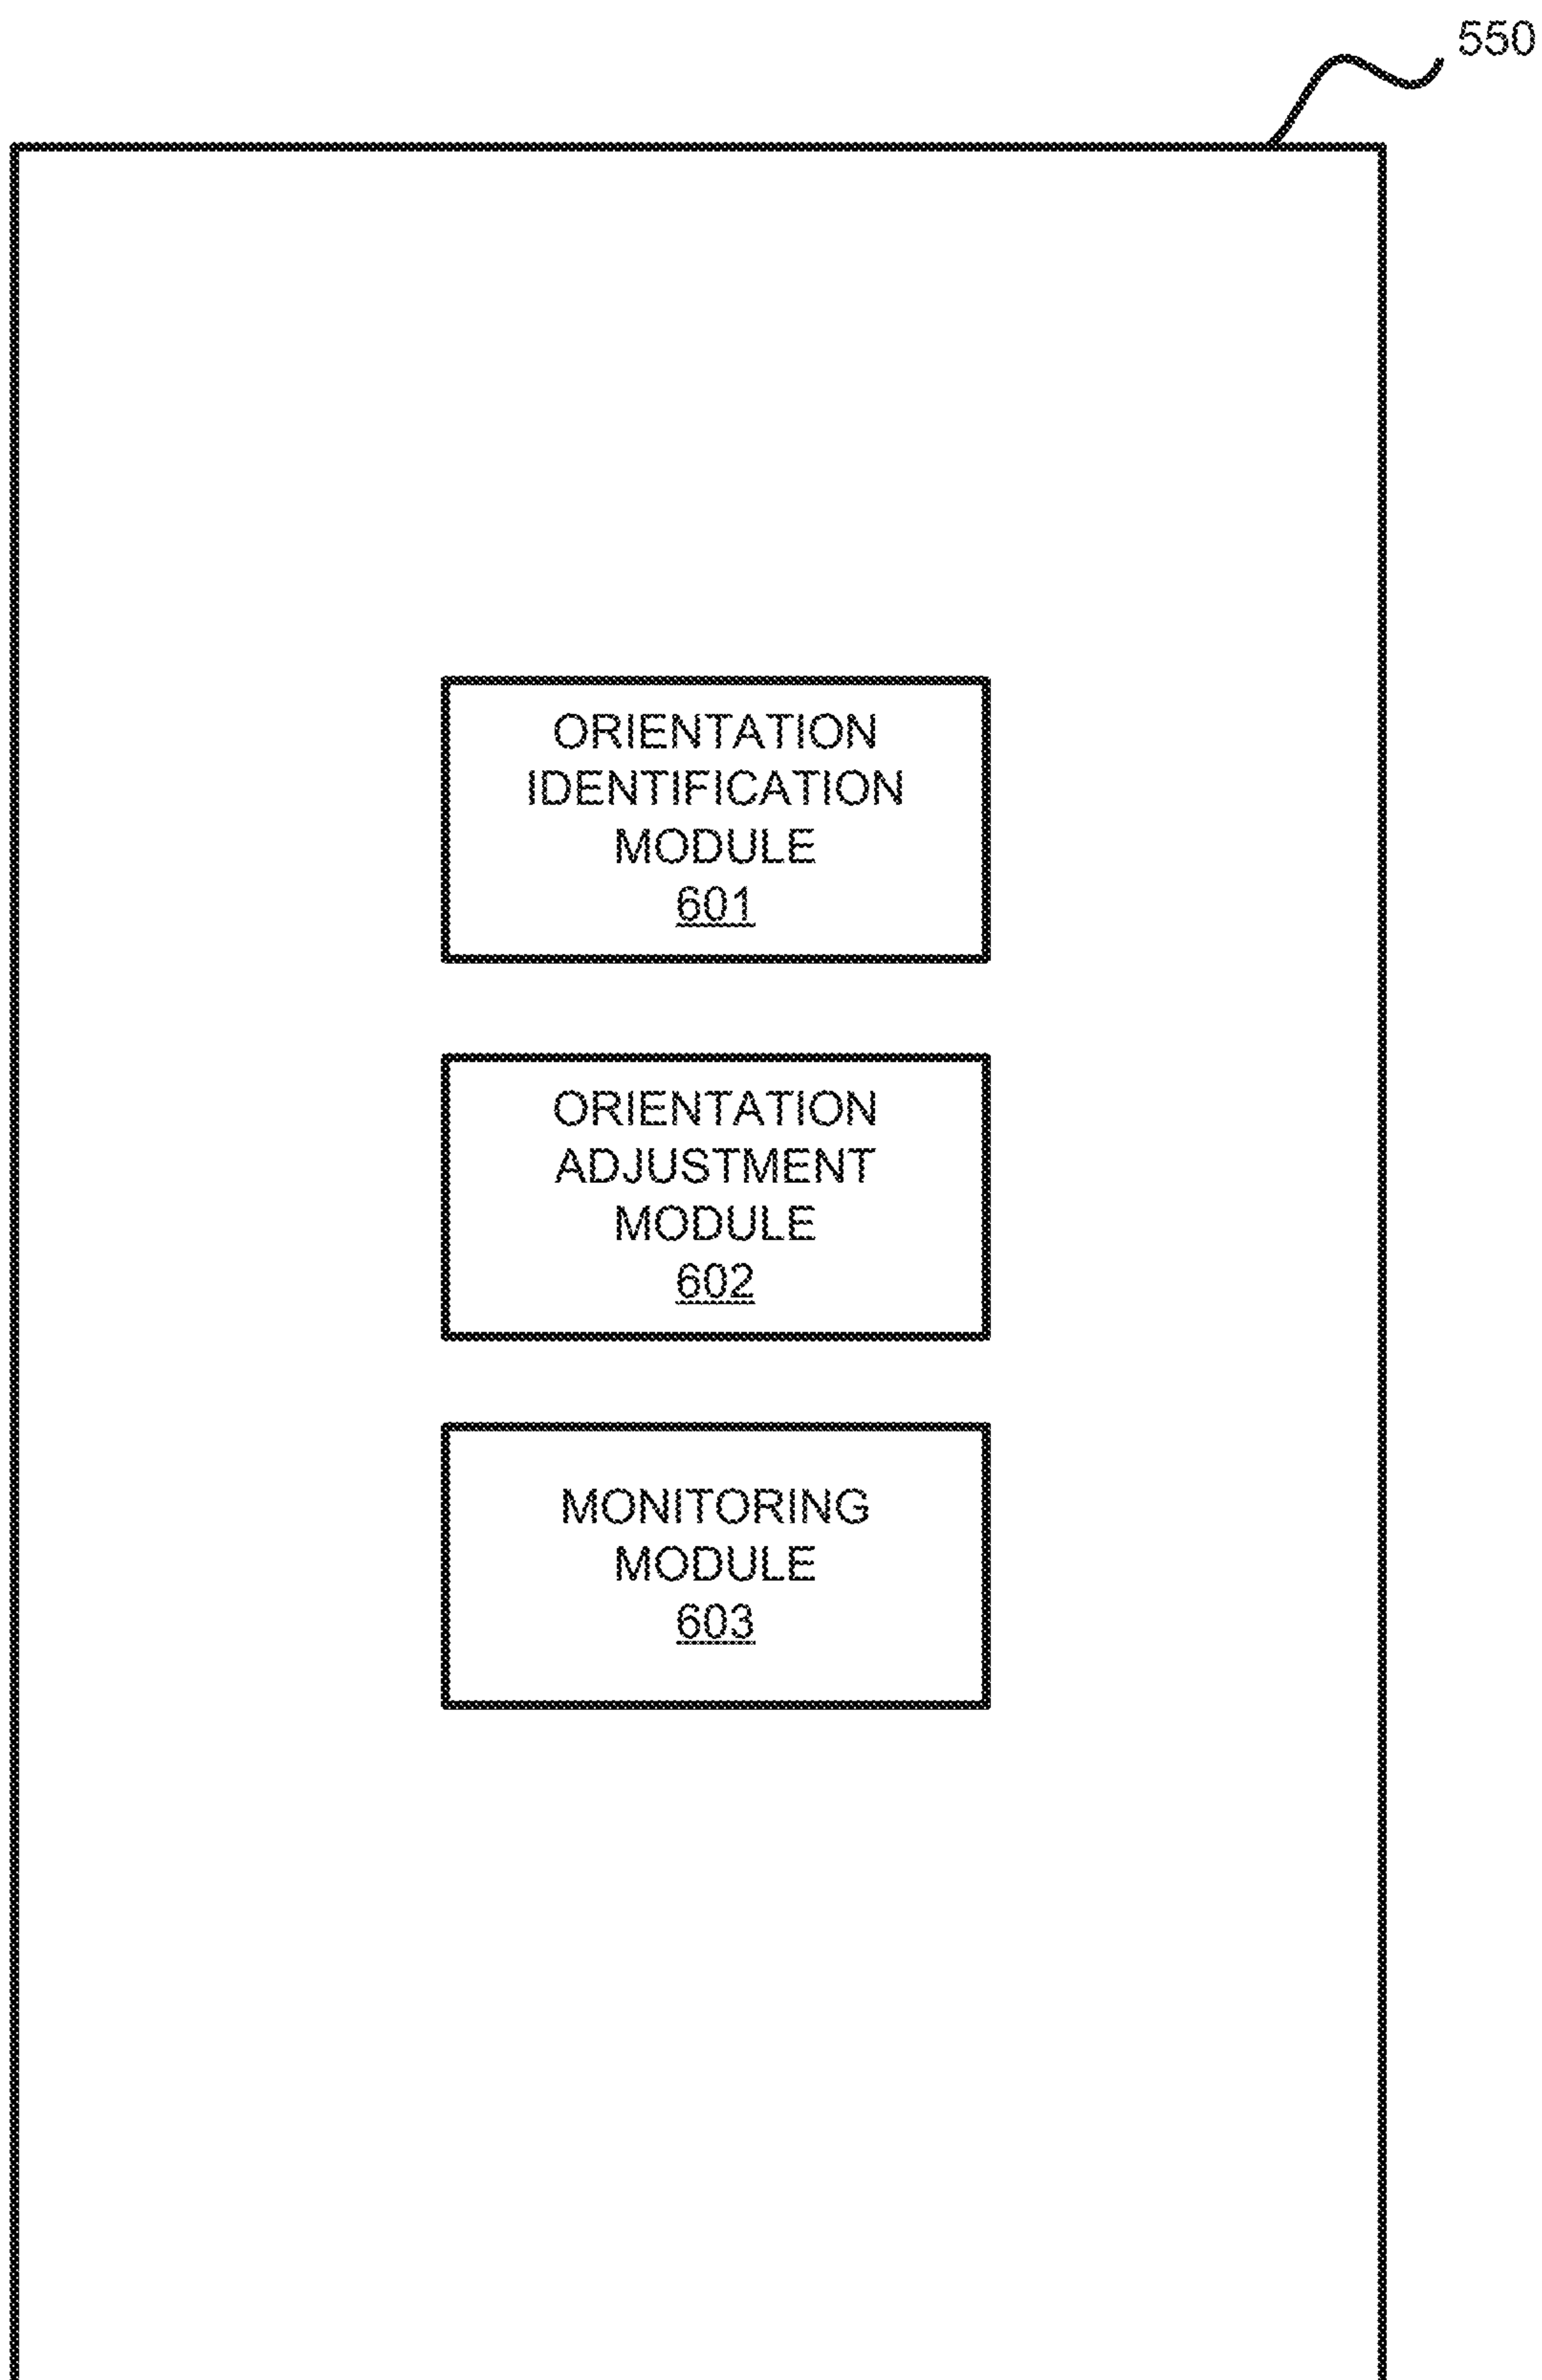 550
ORIENTATION
IDENTIFICATION
MODULE
601
ORIENTATION
ADJUSTMENT
MODULE
602
MONITORING
MODULE
603